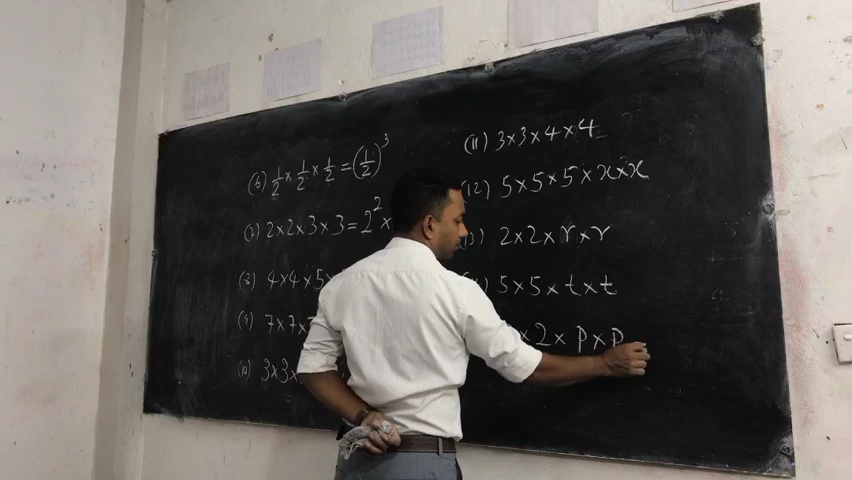 (6) 1/2 × 1/2 × 1/2 = (1/2)³
(7) 2×2×3×3=2²×
(8) 4×4×5×
(9) 7×7×
(10) 3×3×
(11) 3×3×4×4
(12) 5×5×5×x×x
2×2×r×r
5×5×t×t
×2×p×p